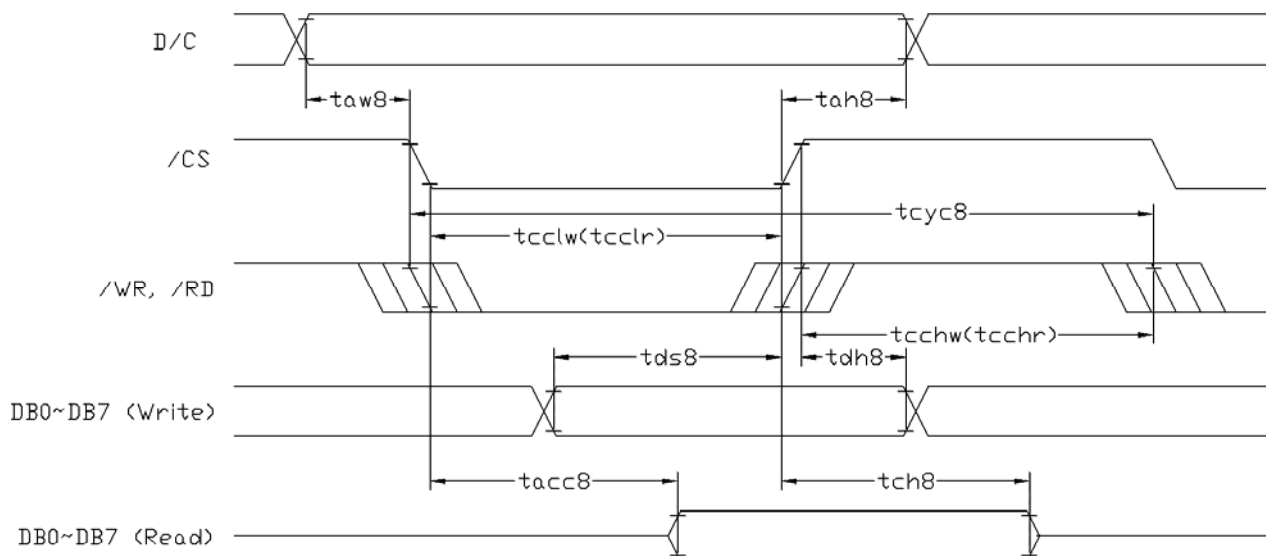 D/C
taw8
tah8
/CS
tcyc8
tcclw(tcclr)
/WR, /RD
tcchw(tcchr)
tds8
tdh8
DB0~DB7 (Write)
tacc8
tch8
DB0~DB7 (Read)